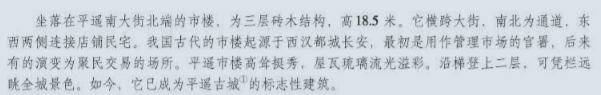 坐落在平遥南大街北端的市楼，为三层砖木结构，高18.5 米。它横跨大街，南北为通道，东
西两侧连接店铺民宅。我国古代的市楼起源于西汉都城长安，最初是用作管理市场的官署，后来
有的演变为聚民交易的场所。平遥市楼高耸挺秀，屋瓦琉璃流光溢彩。沿梯登上二层，可凭栏远
眺全城景色。如今，它已成为平遥古城①的标志性建筑。